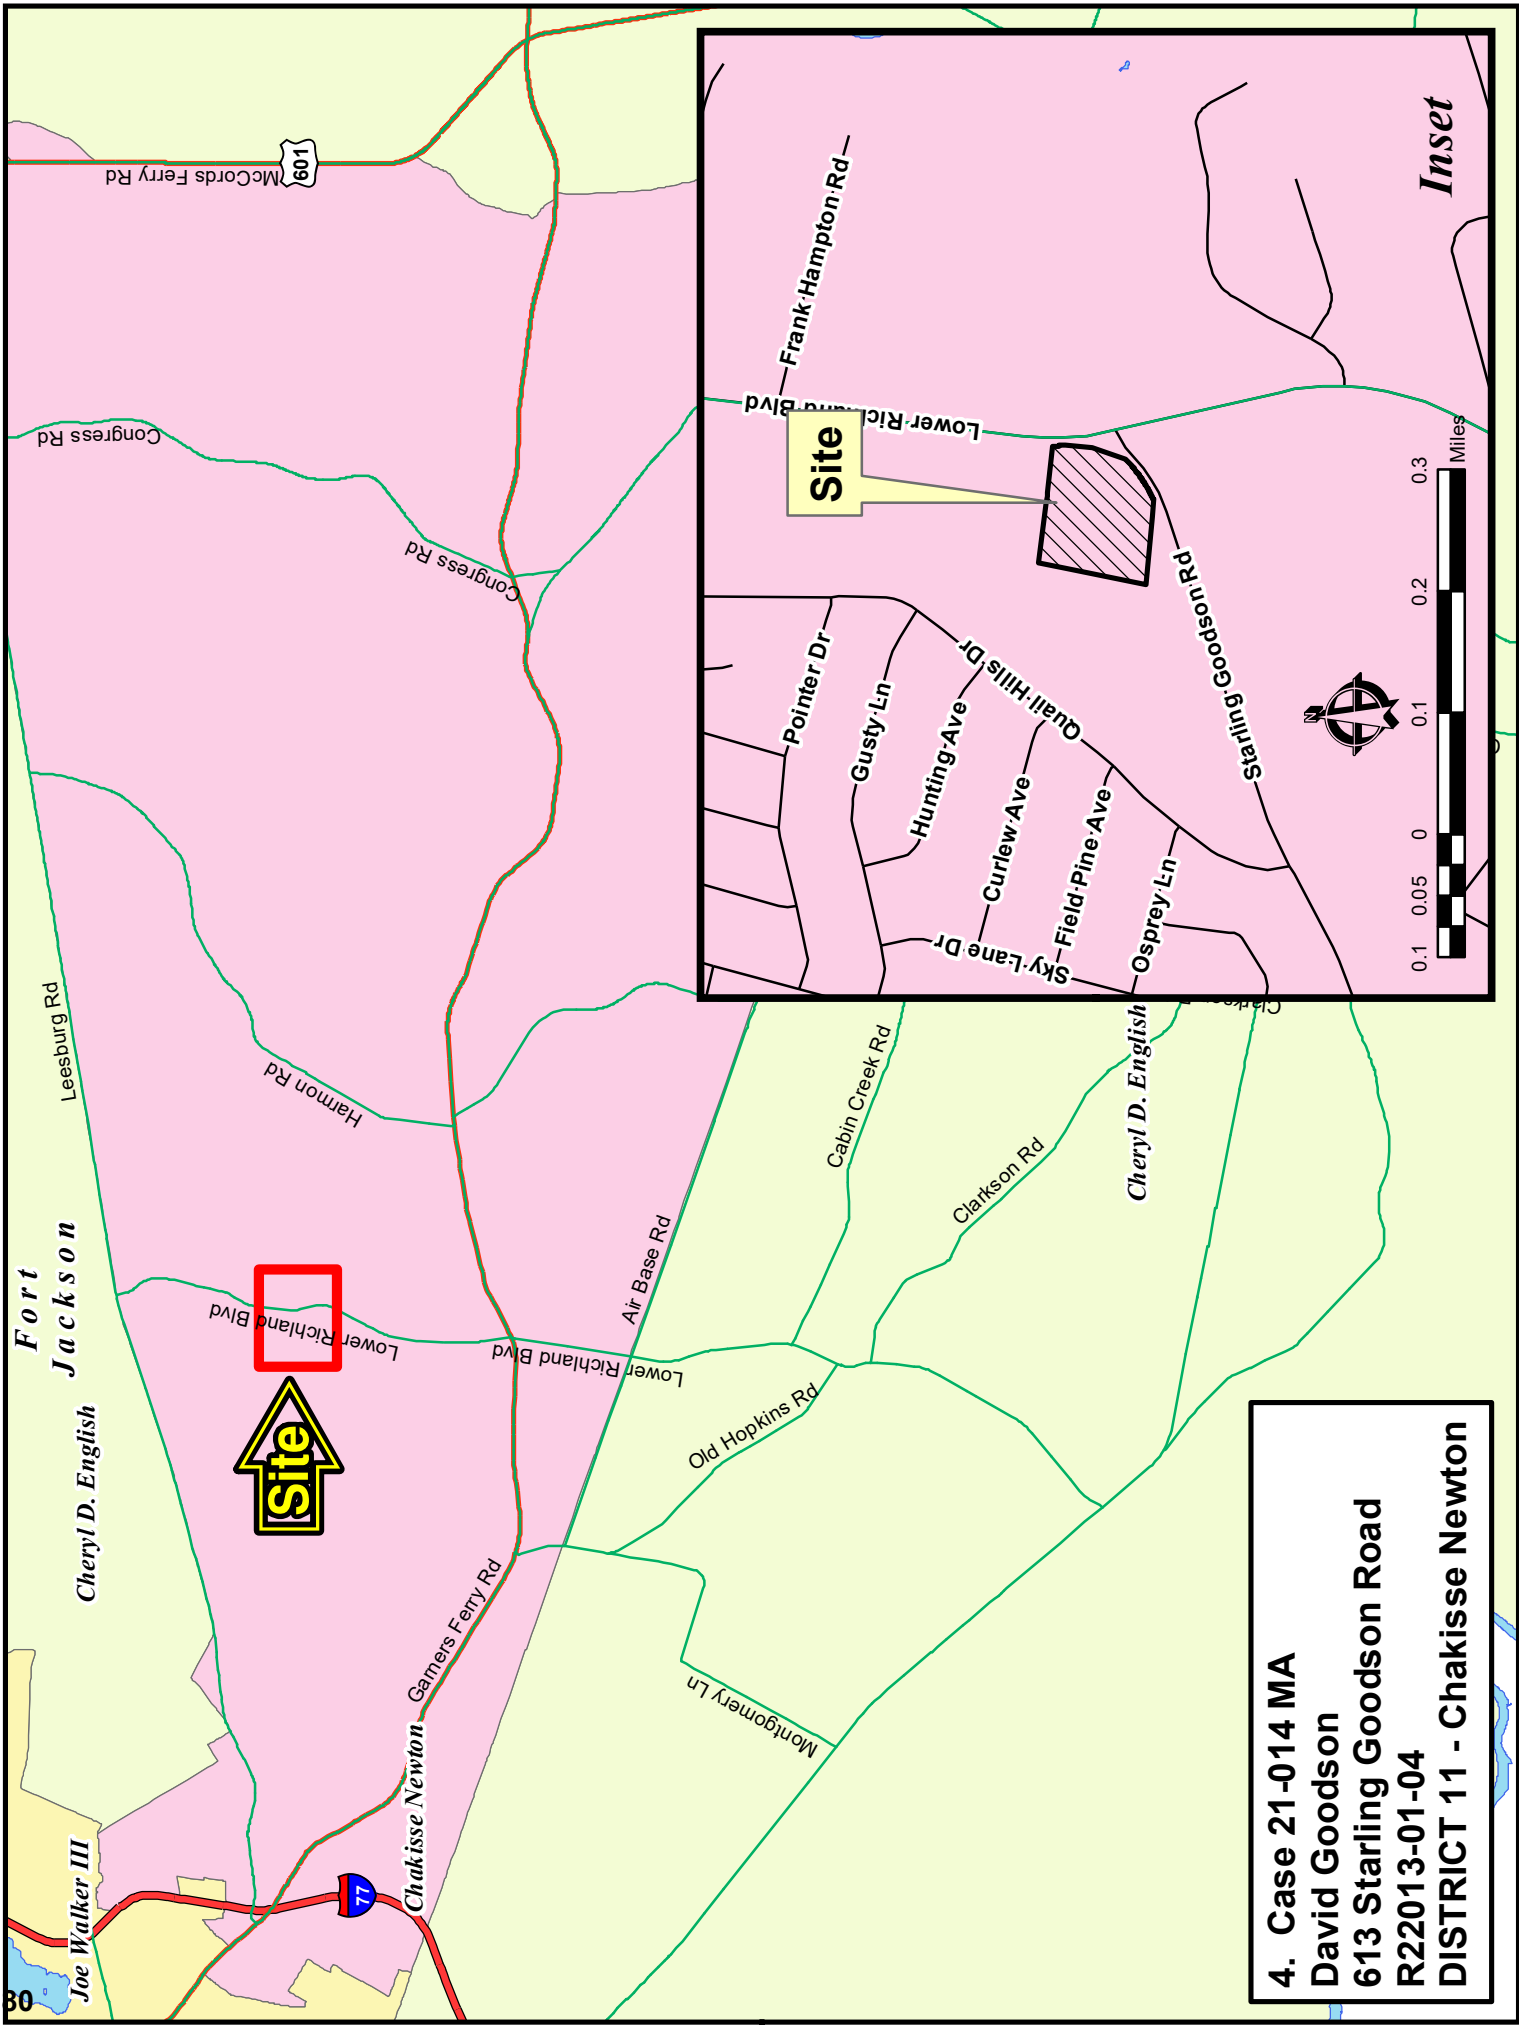 Fort
Jackson
Cheryl D. English
Joe Walker III
Leesburg Rd
McCords Ferry Rd
601
Congress Rd
Congress Rd
Harmon Rd
Lower Richland Blvd
Site
Garners Ferry Rd
Chakisse Newton
77
Lower Richland Blvd
Air Base Rd
Old Hopkins Rd
Montgomery Ln
Cabin Creek Rd
Clarkson Rd
Cheryl D. English
Inset
Frank Hampton Rd
Lower Richland Blvd
Site
Pointer Dr
Gusty Ln
Hunting Ave
Quail Hills Dr
Curlew Ave
Field Pine Ave
Sky Lane Dr
Osprey Ln
Starling Goodson Rd
N
0.1 0.05 0 0.1 0.2 0.3
Miles
4. Case 21-014 MA
David Goodson
613 Starling Goodson Road
R22013-01-04
DISTRICT 11 - Chakisse Newton